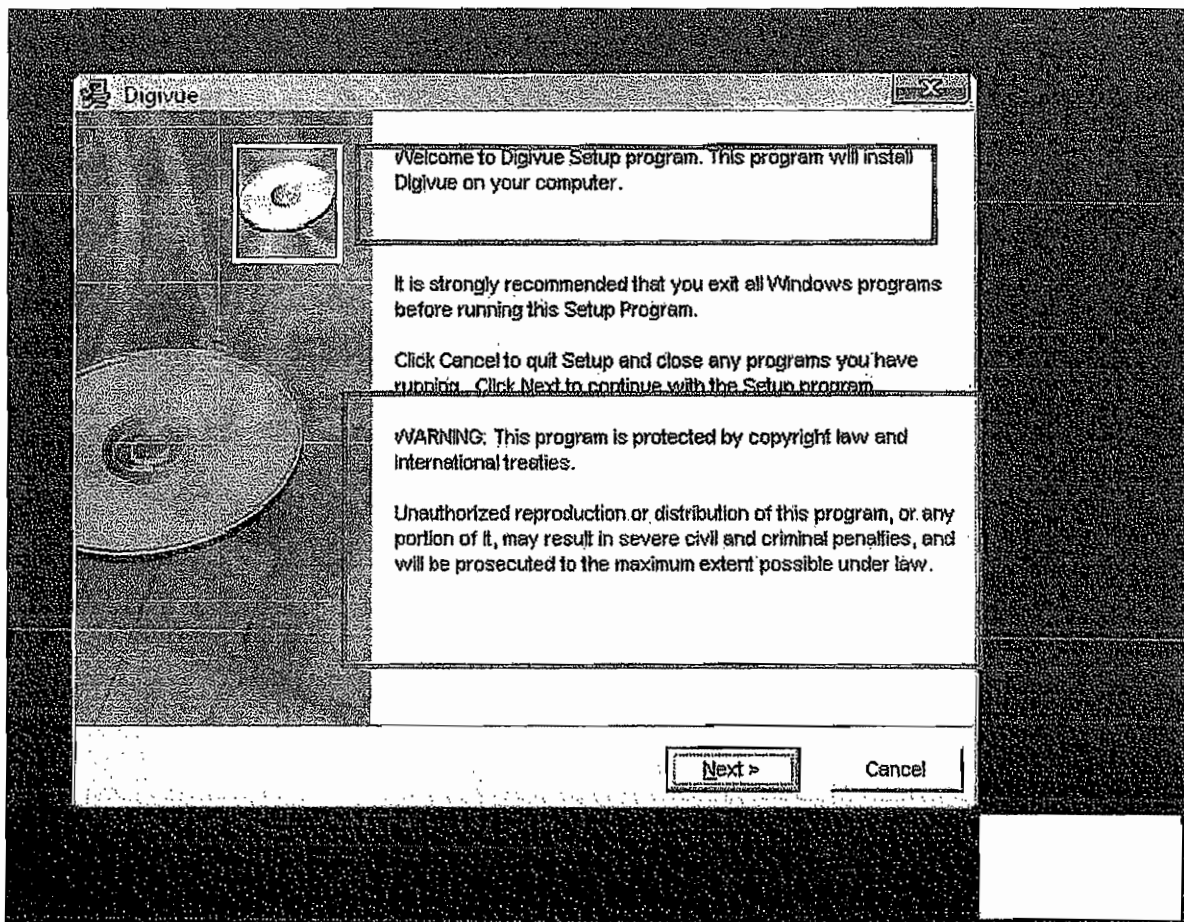 Digivue
Welcome to Digivue Setup program. This program will install
Digivue on your computer.
It is strongly recommended that you exit all Windows programs
before running this Setup Program.
Click Cancel to quit Setup and close any programs you have
running. Click Next to continue with the Setup program.
WARNING: This program is protected by copyright law and
international treaties.
Unauthorized reproduction or distribution of this program, or any
portion of it, may result in severe civil and criminal penalties, and
will be prosecuted to the maximum extent possible under law.
Next >
Cancel